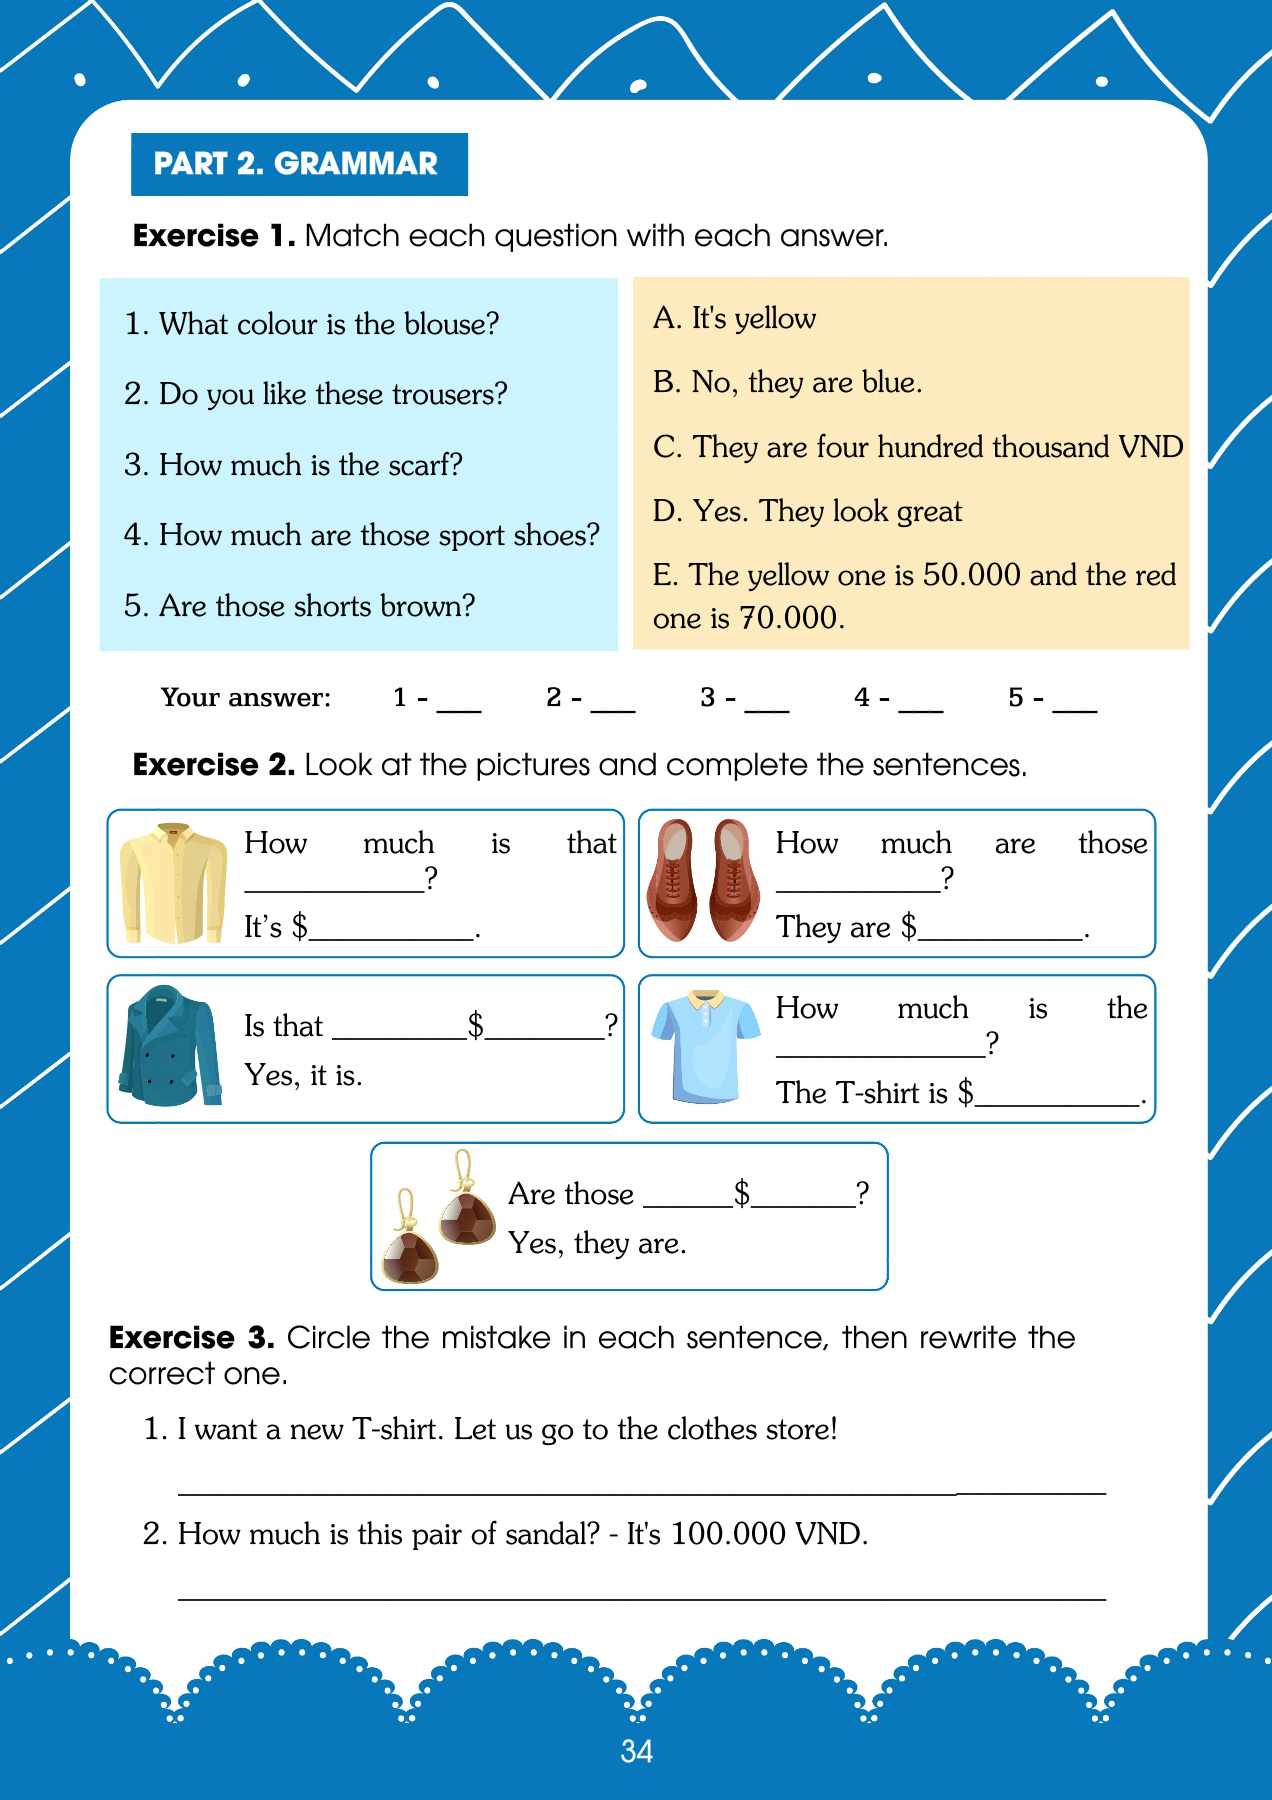 PART 2. GRAMMAR
Exercise 1. Match each question with each answer.
1. What colour is the blouse?
2. Do you like these trousers?
3. How much is the scarf?
4. How much are those sport shoes?
5. Are those shorts brown?
A. It's yellow
B. No, they are blue.
C. They are four hundred thousand VND
D. Yes. They look great
E. The yellow one is 50.000 and the red
one is 70.000.
Your answer: 1 - ___ 2 - ___ 3 - ___ 4 - ___ 5 - ___
Exercise 2. Look at the pictures and complete the sentences.
How much is that
____________?
It's $___________.
How much are those
___________?
They are $___________.
Is that _________$________?
Yes, it is.
How much is the
______________?
The T-shirt is $___________.
Are those ______$_______?
Yes, they are.
Exercise 3. Circle the mistake in each sentence, then rewrite the
correct one.
1. I want a new T-shirt. Let us go to the clothes store!
______________________________________________________________
2. How much is this pair of sandal? - It's 100.000 VND.
______________________________________________________________
34